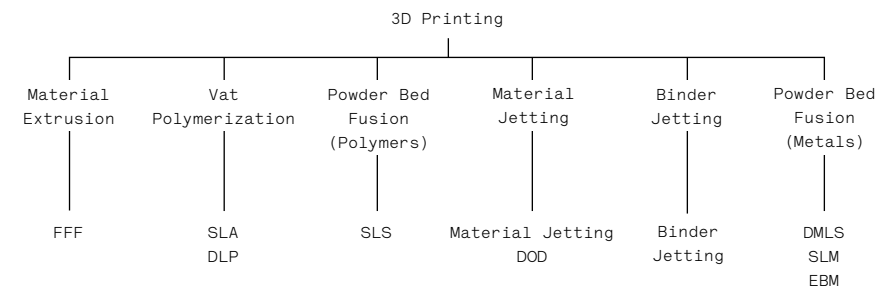 3D Printing
Material
Extrusion
Vat
Polymerization
Powder Bed
Fusion
(Polymers)
Material
Jetting
Binder
Jetting
Powder Bed
Fusion
(Metals)
FFF
SLA
DLP
SLS
Material Jetting
DOD
Binder
Jetting
DMLS
SLM
EBM